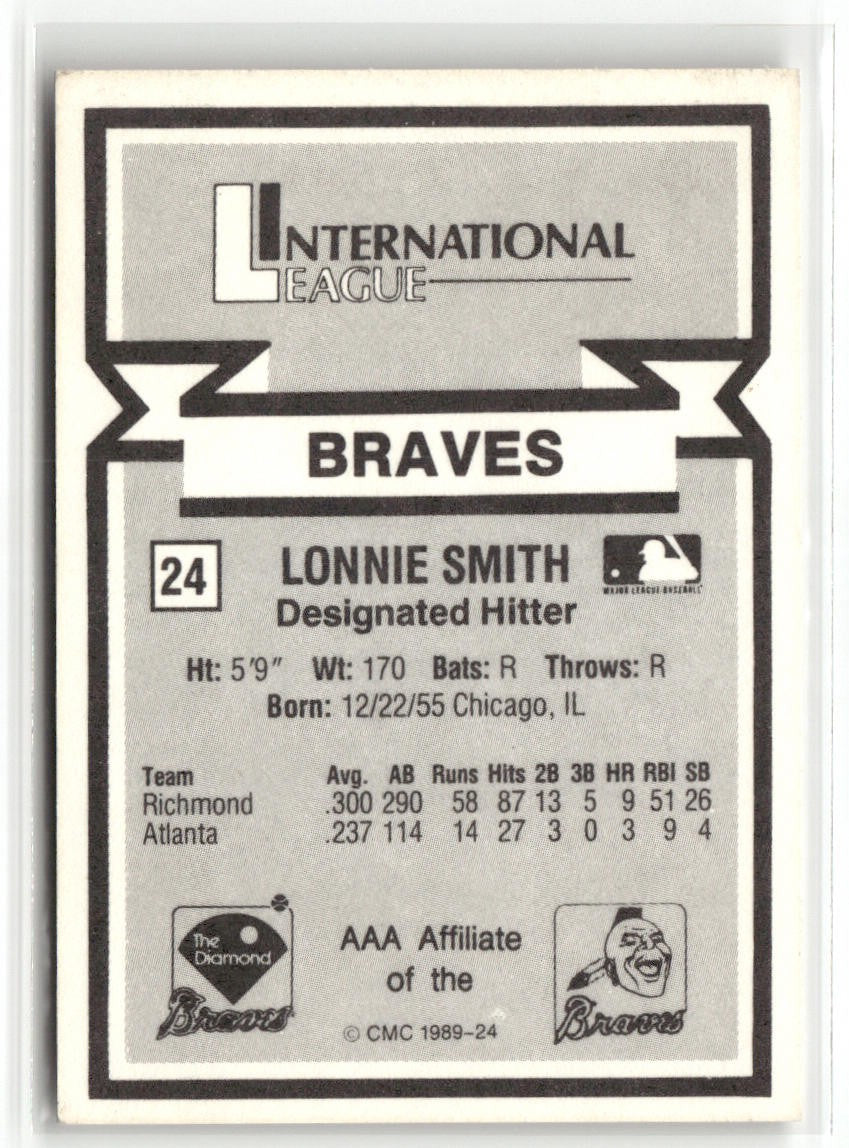 INTERNATIONAL
LEAGUE
BRAVES
24
LONNIE SMITH
MAJOR LEAGUE BASEBALL
Designated Hitter
Ht: 5'9" Wt: 170 Bats: R Throws: R
Born: 12/22/55 Chicago, IL
Team Avg. AB Runs Hits 2B 3B HR RBI SB
Richmond .300 290 58 87 13 5 9 51 26
Atlanta .237 114 14 27 3 0 3 9 4
The
Diamond
Braves
AAA Affiliate
of the
© CMC 1989-24
Braves